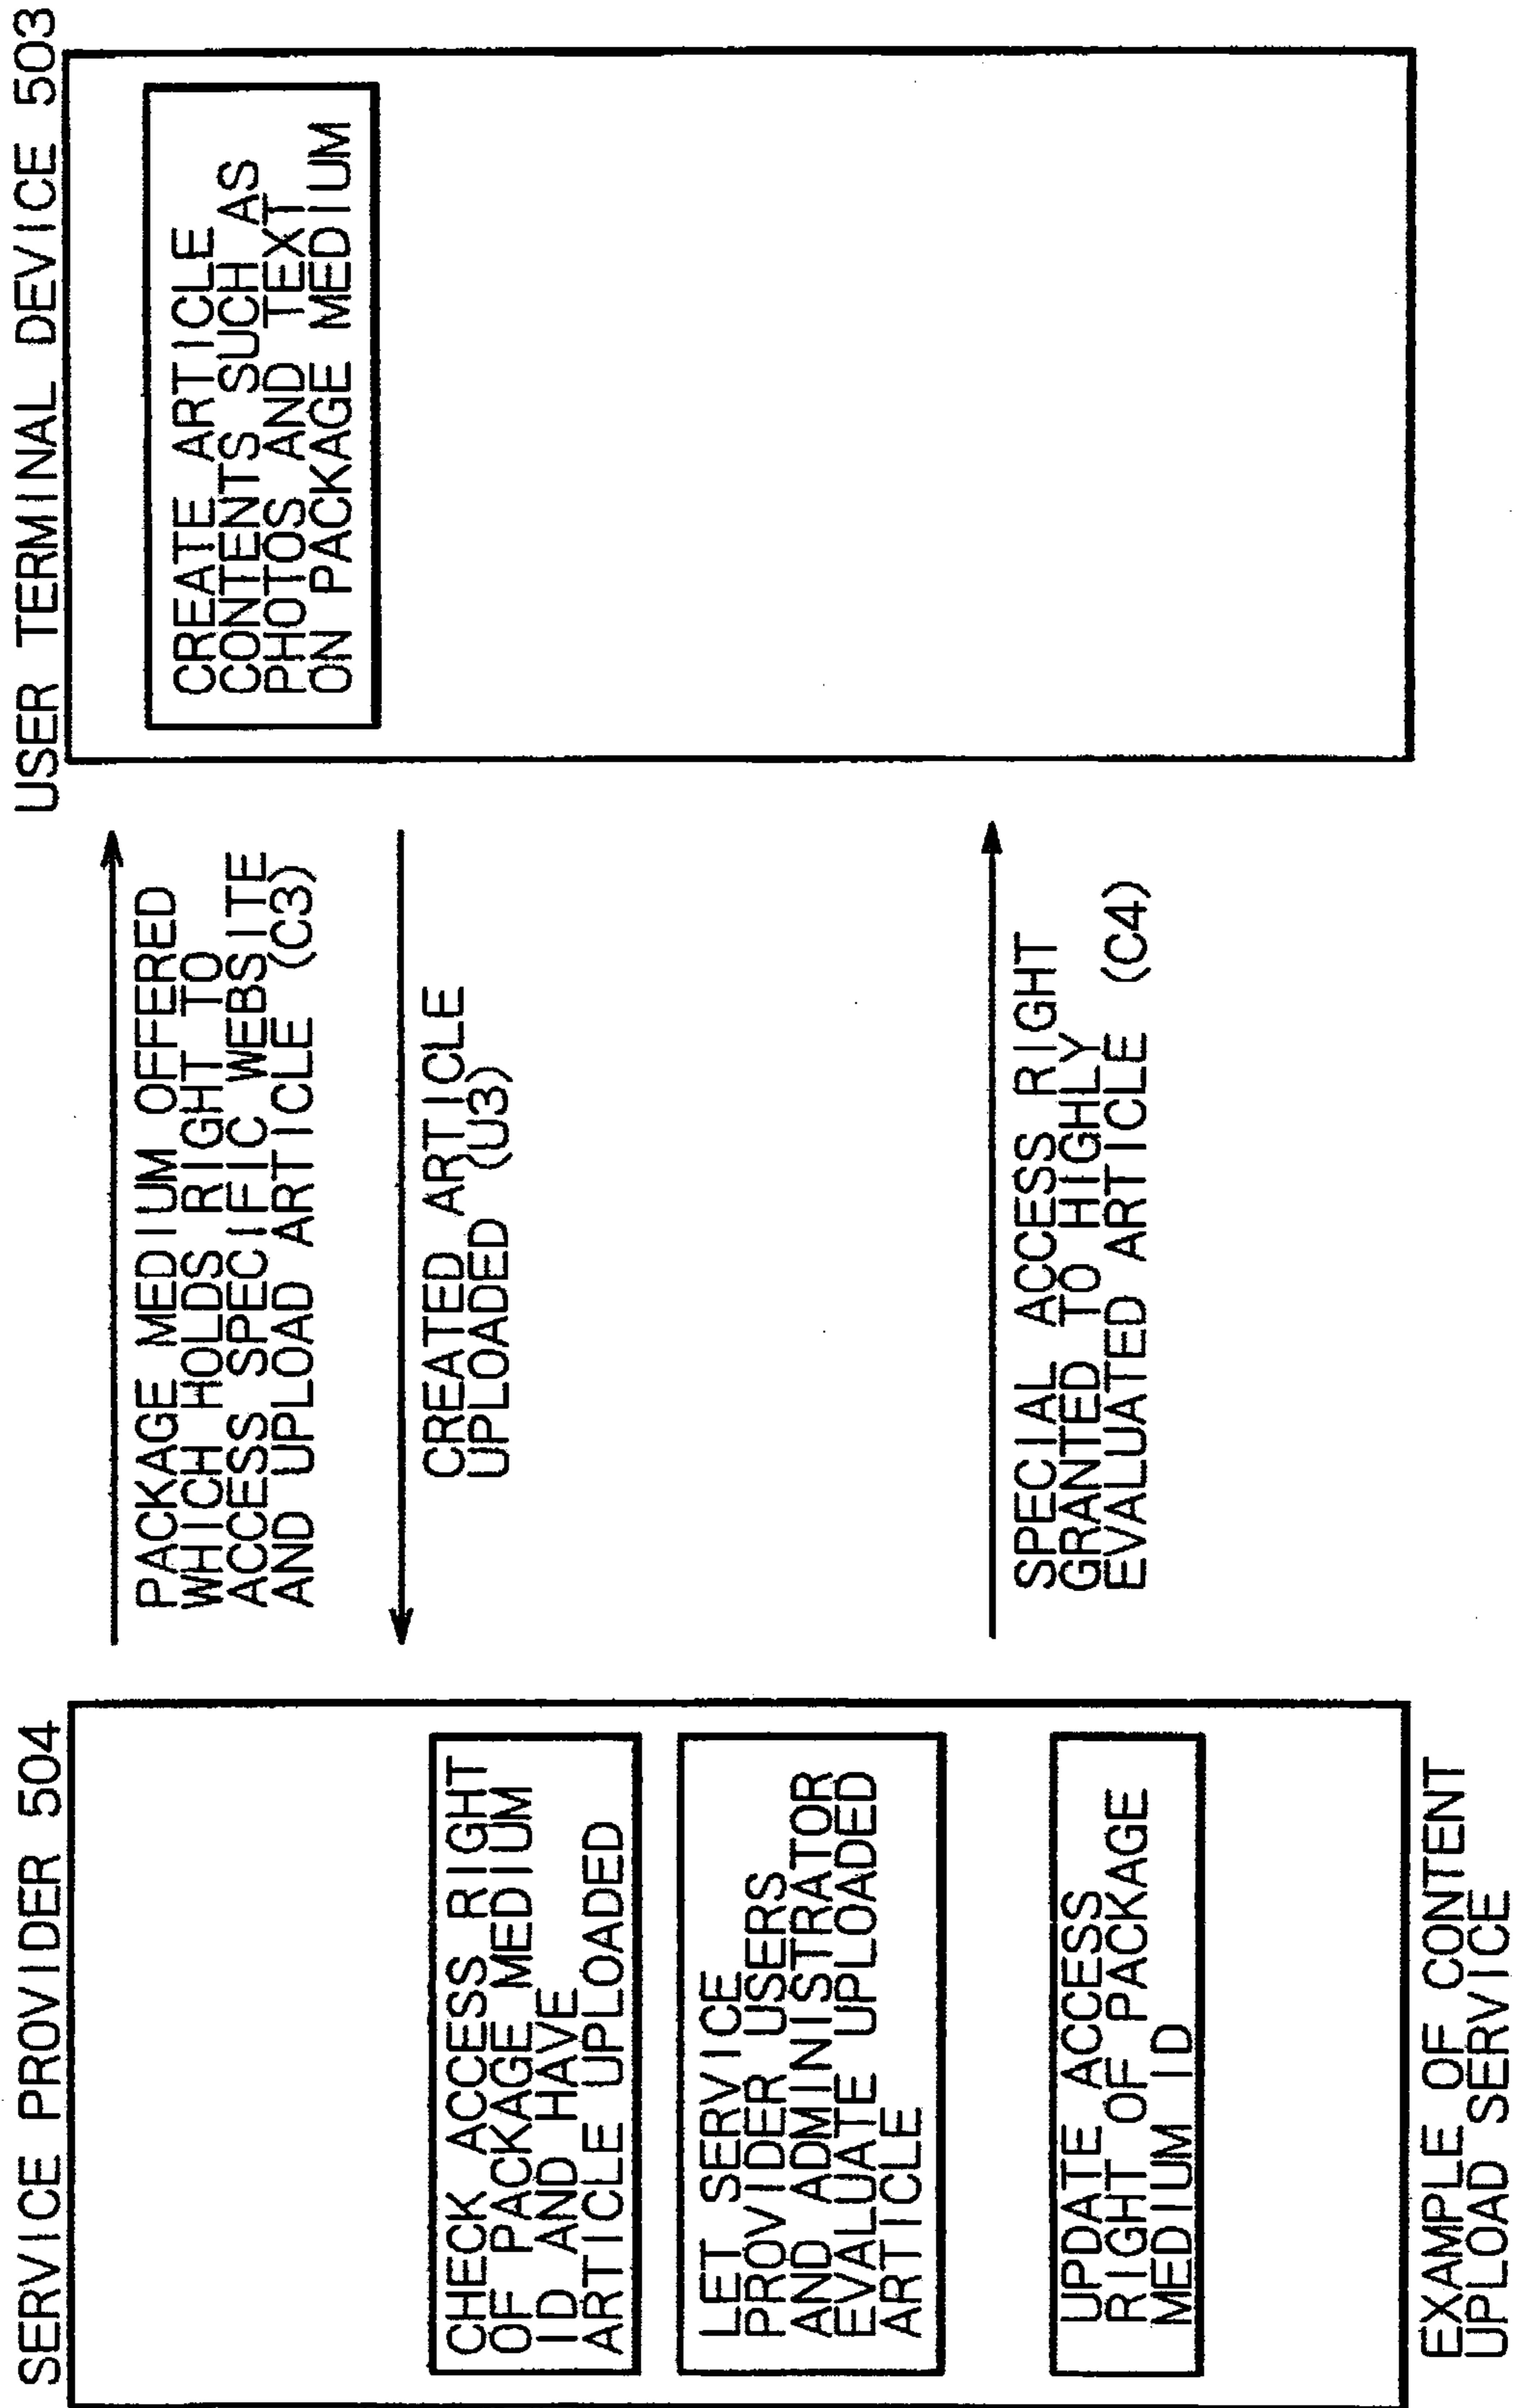 SERVICE PROVIDER 504
USER TERMINAL DEVICE 503
PACKAGE MEDIUM OFFERED
WHICH HOLDS RIGHT TO
ACCESS SPECIFIC WEBSITE
AND UPLOAD ARTICLE (C3)
CREATE ARTICLE
CONTENTS SUCH AS
PHOTOS AND TEXT
ON PACKAGE MEDIUM
CREATED ARTICLE
UPLOADED (U3)
CHECK ACCESS RIGHT
OF PACKAGE MEDIUM
ID AND HAVE
ARTICLE UPLOADED
LET SERVICE
PROVIDER USERS
AND ADMINISTRATOR
EVALUATE UPLOADED
ARTICLE
SPECIAL ACCESS RIGHT
GRANTED TO HIGHLY
EVALUATED ARTICLE (C4)
UPDATE ACCESS
RIGHT OF PACKAGE
MEDIUM ID
EXAMPLE OF CONTENT
UPLOAD SERVICE